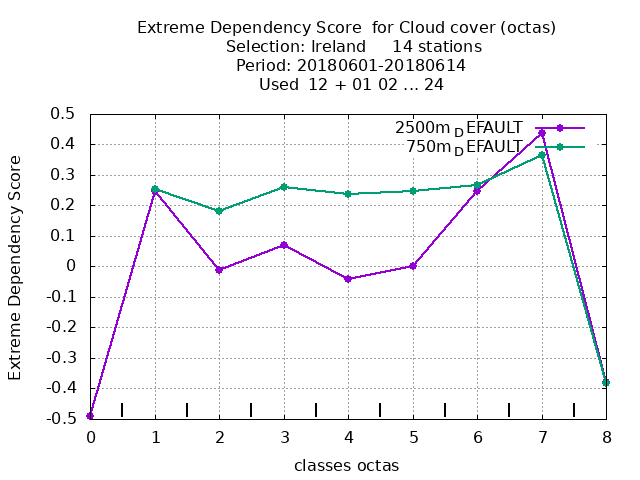 Extreme Dependency Score  for Cloud cover (octas)
Selection: Ireland     14 stations
Period: 20180601-20180614
Used  12 + 01 02 ... 24
2500m_DEFAULT
750m_DEFAULT
Extreme Dependency Score
0.5
0.4
0.3
0.2
0.1
0
-0.1
-0.2
-0.3
-0.4
-0.5
0 1 2 3 4 5 6 7 8
classes octas